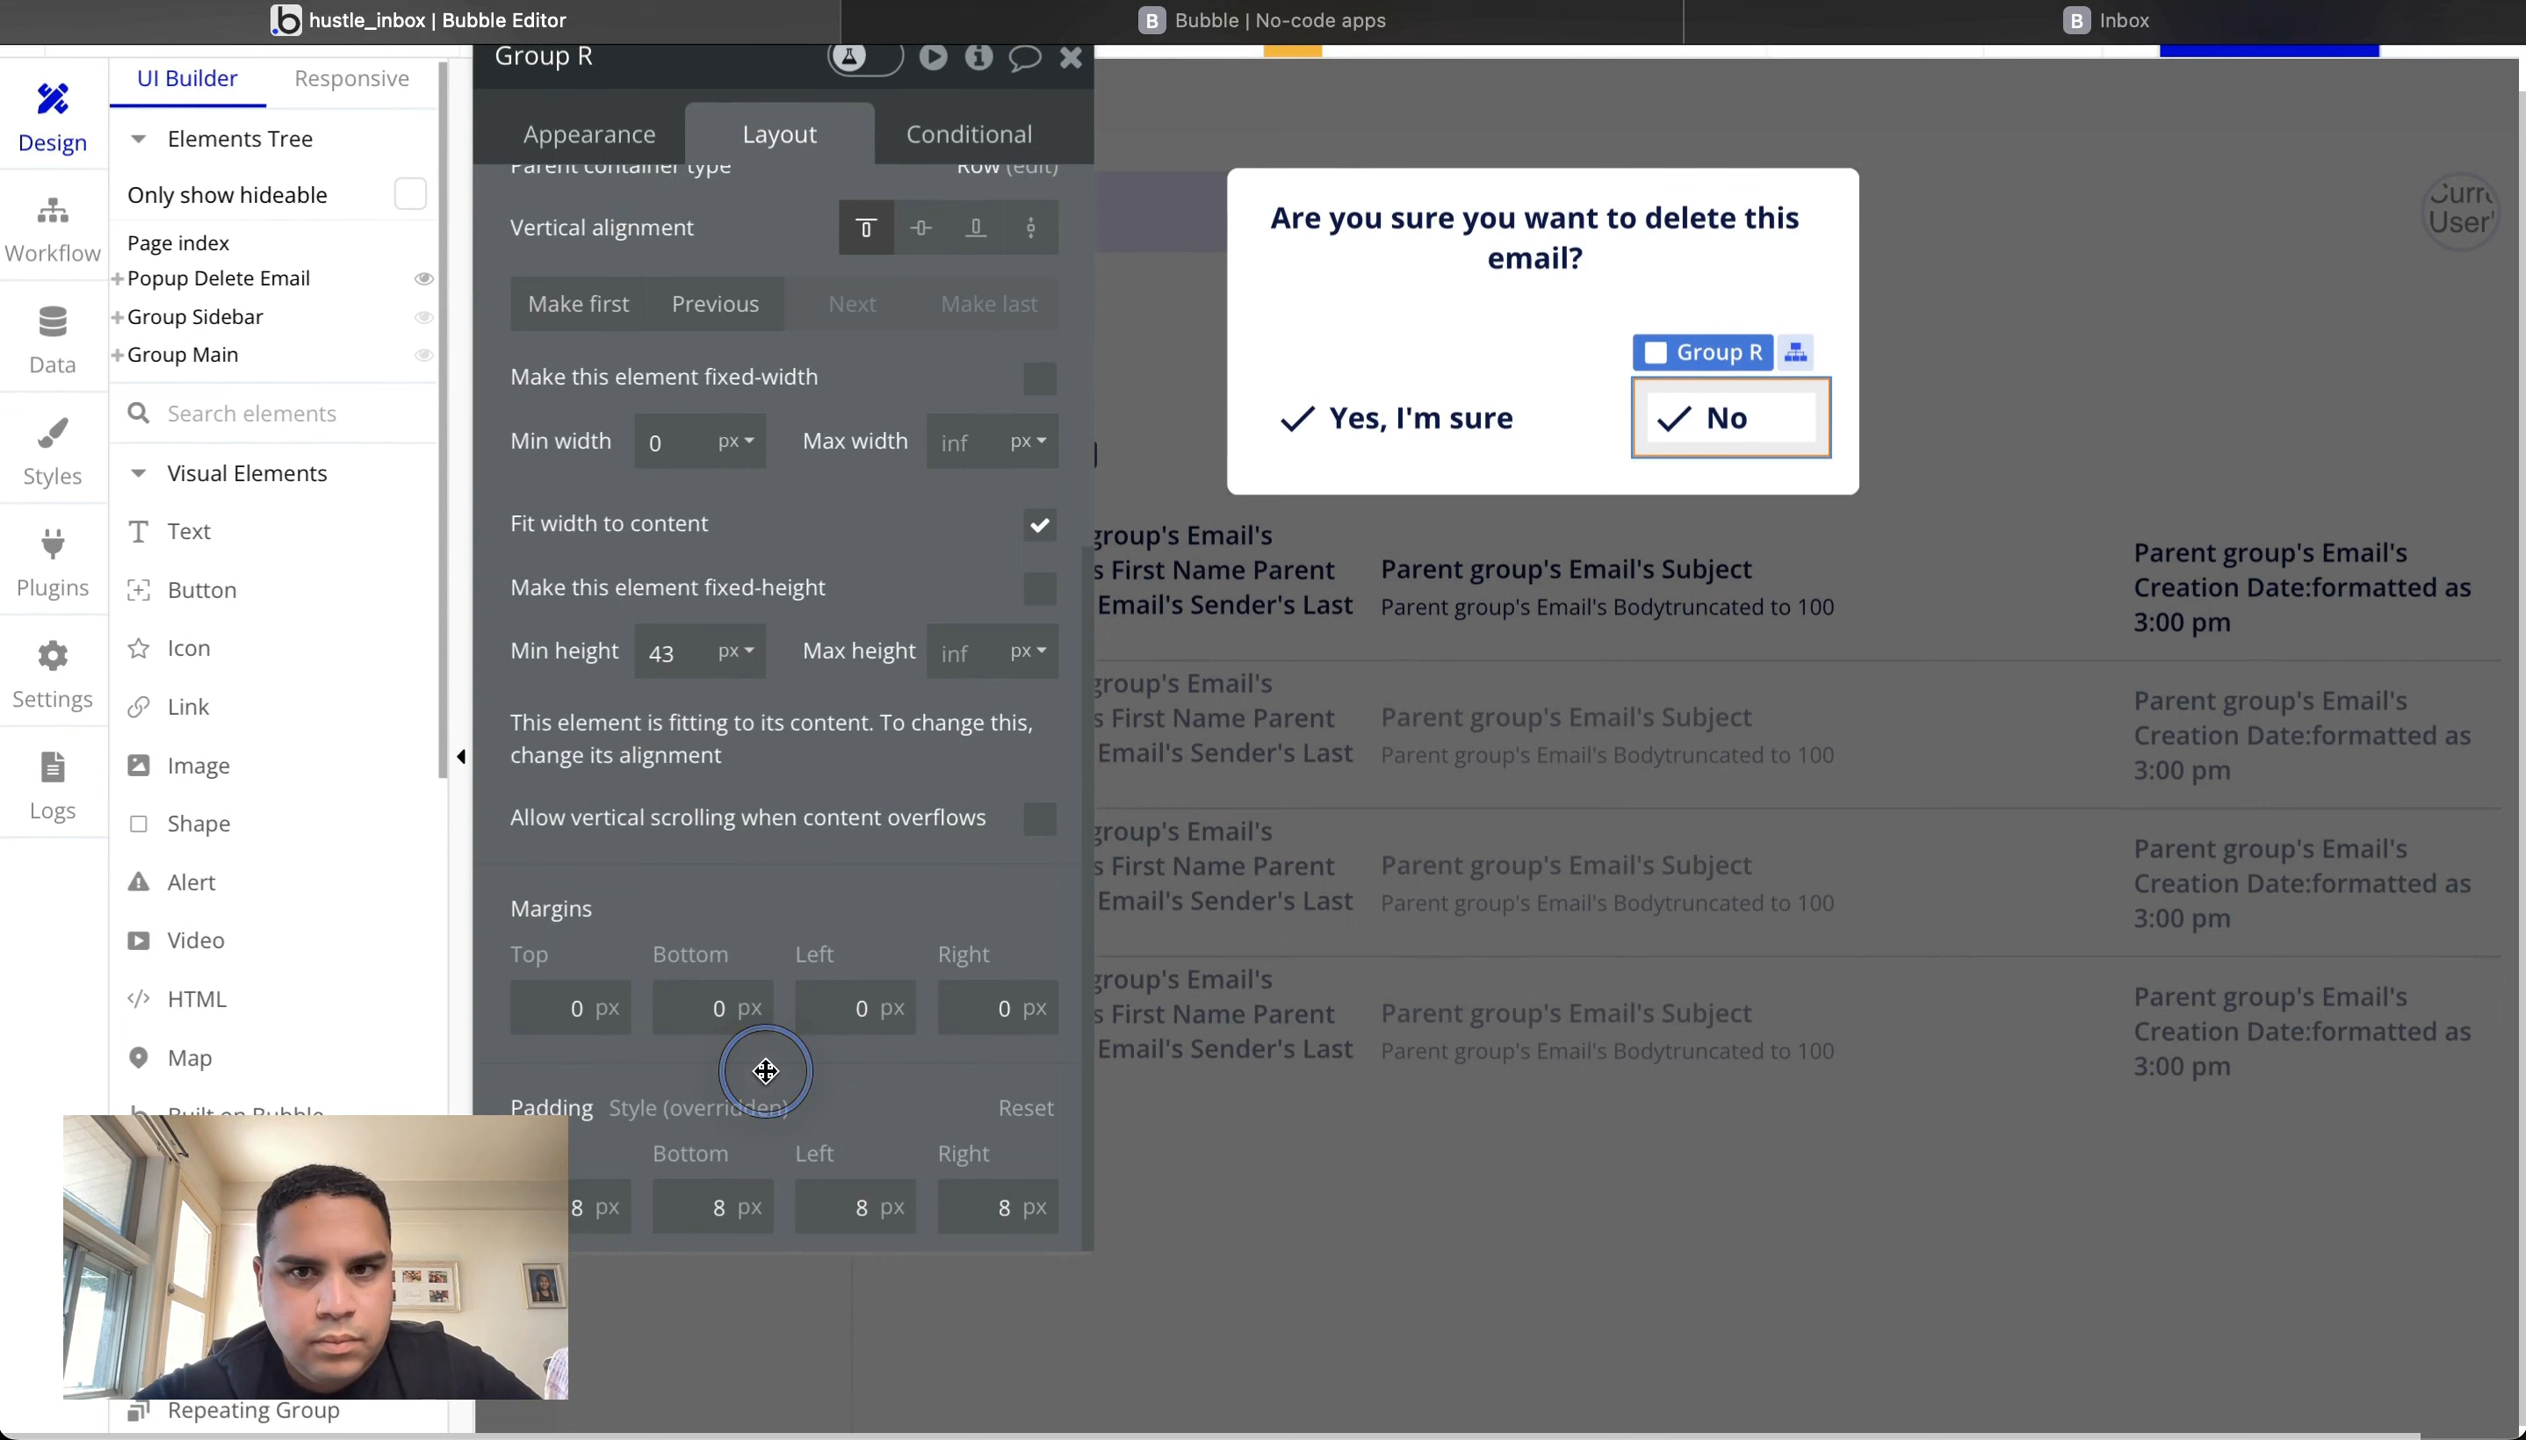 hustle_inbox | Bubble Editor
B Bubble | No-code apps
B Inbox
Design
Workflow
Data
Styles
Plugins
Settings
Logs
UI Builder
Responsive
Elements Tree
Only show hideable
Page index
Popup Delete Email
Group Sidebar
Group Main
Search elements
Visual Elements
Text
Button
Icon
Link
Image
Shape
Alert
Video
HTML
Map
Built on Bubble
Repeating Group
Group R
Appearance
Layout
Conditional
Parent container type Row (edit)
Vertical alignment
Make first Previous Next Make last
Make this element fixed-width
Min width 0 px Max width inf px
Fit width to content
Make this element fixed-height
Min height 43 px Max height inf px
This element is fitting to its content. To change this,
change its alignment
Allow vertical scrolling when content overflows
Margins
Top Bottom Left Right
0 px 0 px 0 px 0 px
Padding Style (overridden) Reset
Bottom Left Right
8 px 8 px 8 px 8 px
Are you sure you want to delete this
email?
Group R
Yes, I'm sure
No
User'
group's Email's
s First Name Parent
Email's Sender's Last
Parent group's Email's Subject
Parent group's Email's Bodytruncated to 100
Parent group's Email's
Creation Date:formatted as
3:00 pm
group's Email's
s First Name Parent
Email's Sender's Last
Parent group's Email's Subject
Parent group's Email's Bodytruncated to 100
Parent group's Email's
Creation Date:formatted as
3:00 pm
group's Email's
s First Name Parent
Email's Sender's Last
Parent group's Email's Subject
Parent group's Email's Bodytruncated to 100
Parent group's Email's
Creation Date:formatted as
3:00 pm
group's Email's
s First Name Parent
Email's Sender's Last
Parent group's Email's Subject
Parent group's Email's Bodytruncated to 100
Parent group's Email's
Creation Date:formatted as
3:00 pm